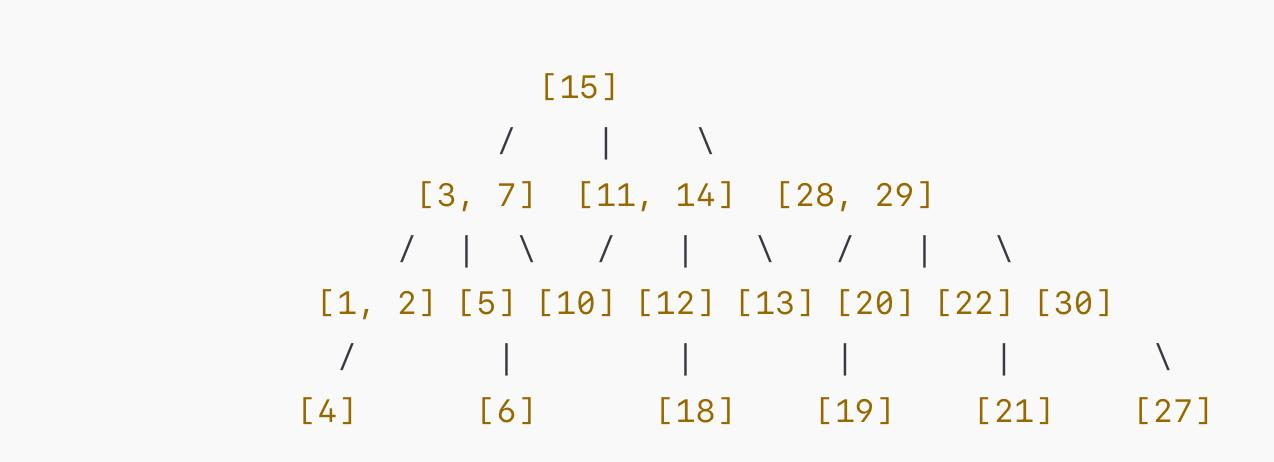 [15]
/ | \
[3, 7] [11, 14] [28, 29]
/ | \ / | \ / | \
[1, 2] [5] [10] [12] [13] [20] [22] [30]
/ | | | | \
[4] [6] [18] [19] [21] [27]